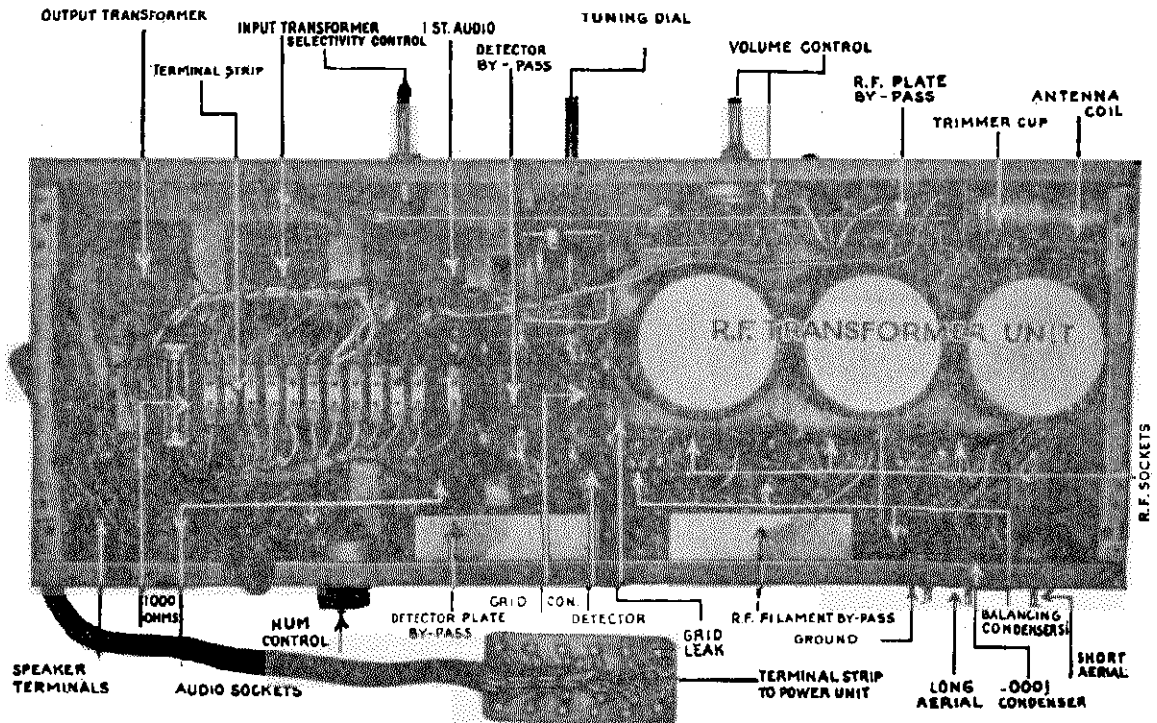 OUTPUT TRANSFORMER
TERMINAL STRIP
INPUT TRANSFORMER
SELECTIVITY CONTROL
1 ST. AUDIO
DETECTOR
BY - PASS
TUNING DIAL
VOLUME CONTROL
R.F. PLATE
BY - PASS
TRIMMER CUP
ANTENNA
COIL
R.F. TRANSFORMER UNIT
R.F. SOCKETS
1000
OHMS
HUM
CONTROL
DETECTOR PLATE
BY-PASS
GRID CON.
DETECTOR
GRID
LEAK
R.F. FILAMENT BY-PASS
GROUND
BALANCING
CONDENSERS
SHORT
AERIAL
SPEAKER
TERMINALS
AUDIO SOCKETS
TERMINAL STRIP
TO POWER UNIT
LONG
AERIAL
.0001
CONDENSER